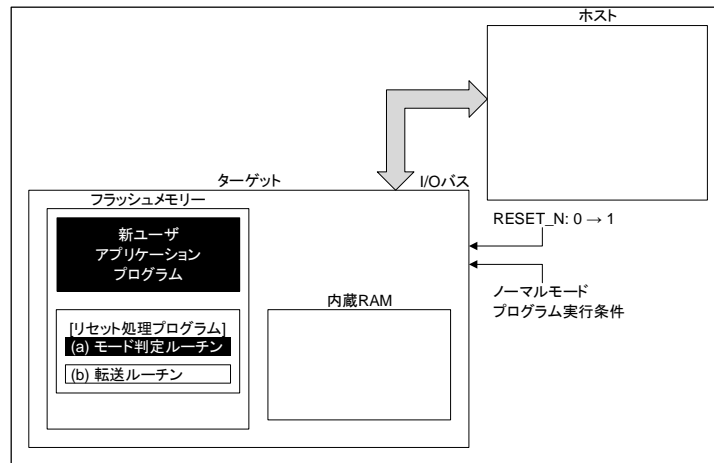 ホスト
ターゲット
I/Oバス
フラッシュメモリー
新ユーザ
アプリケーション
プログラム
RESET_N: 0 → 1
ノーマルモード
プログラム実行条件
内蔵RAM
[リセット処理プログラム]
(a) モード判定ルーチン
(b) 転送ルーチン